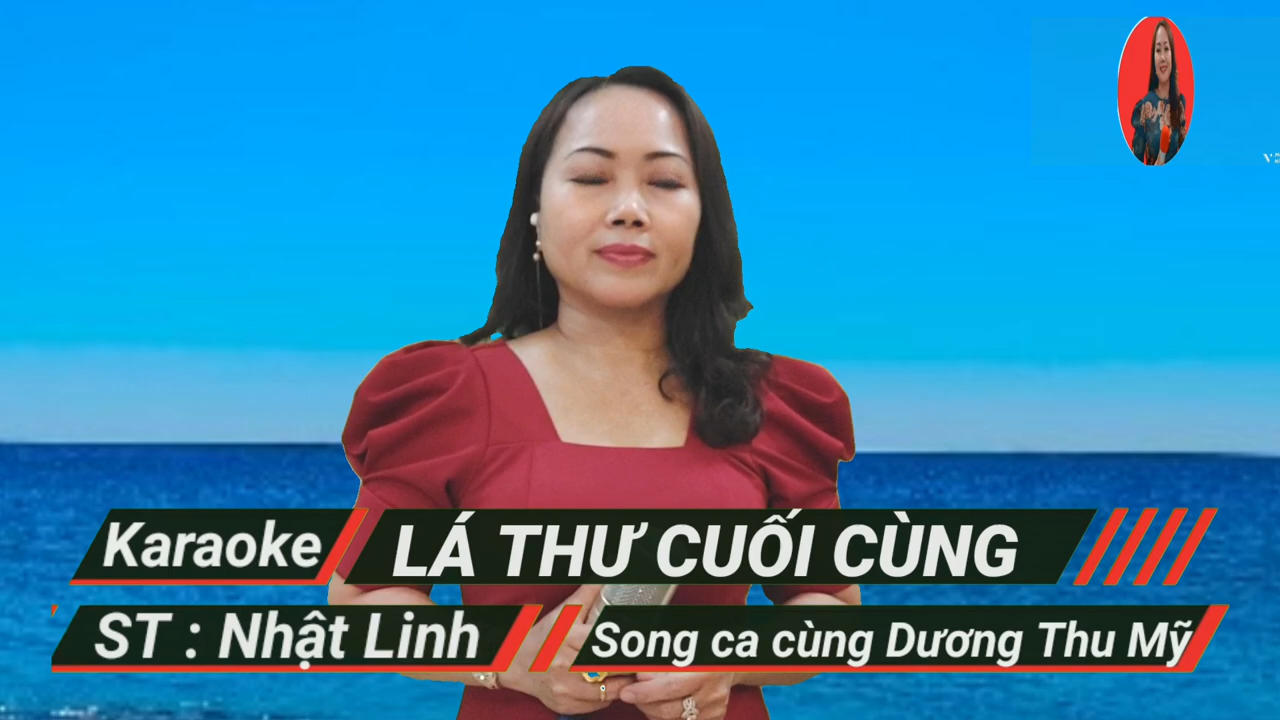 Karaoke LÁ THƯ CUỐI CÙNG
ST : Nhật Linh Song ca cùng Dương Thu Mỹ